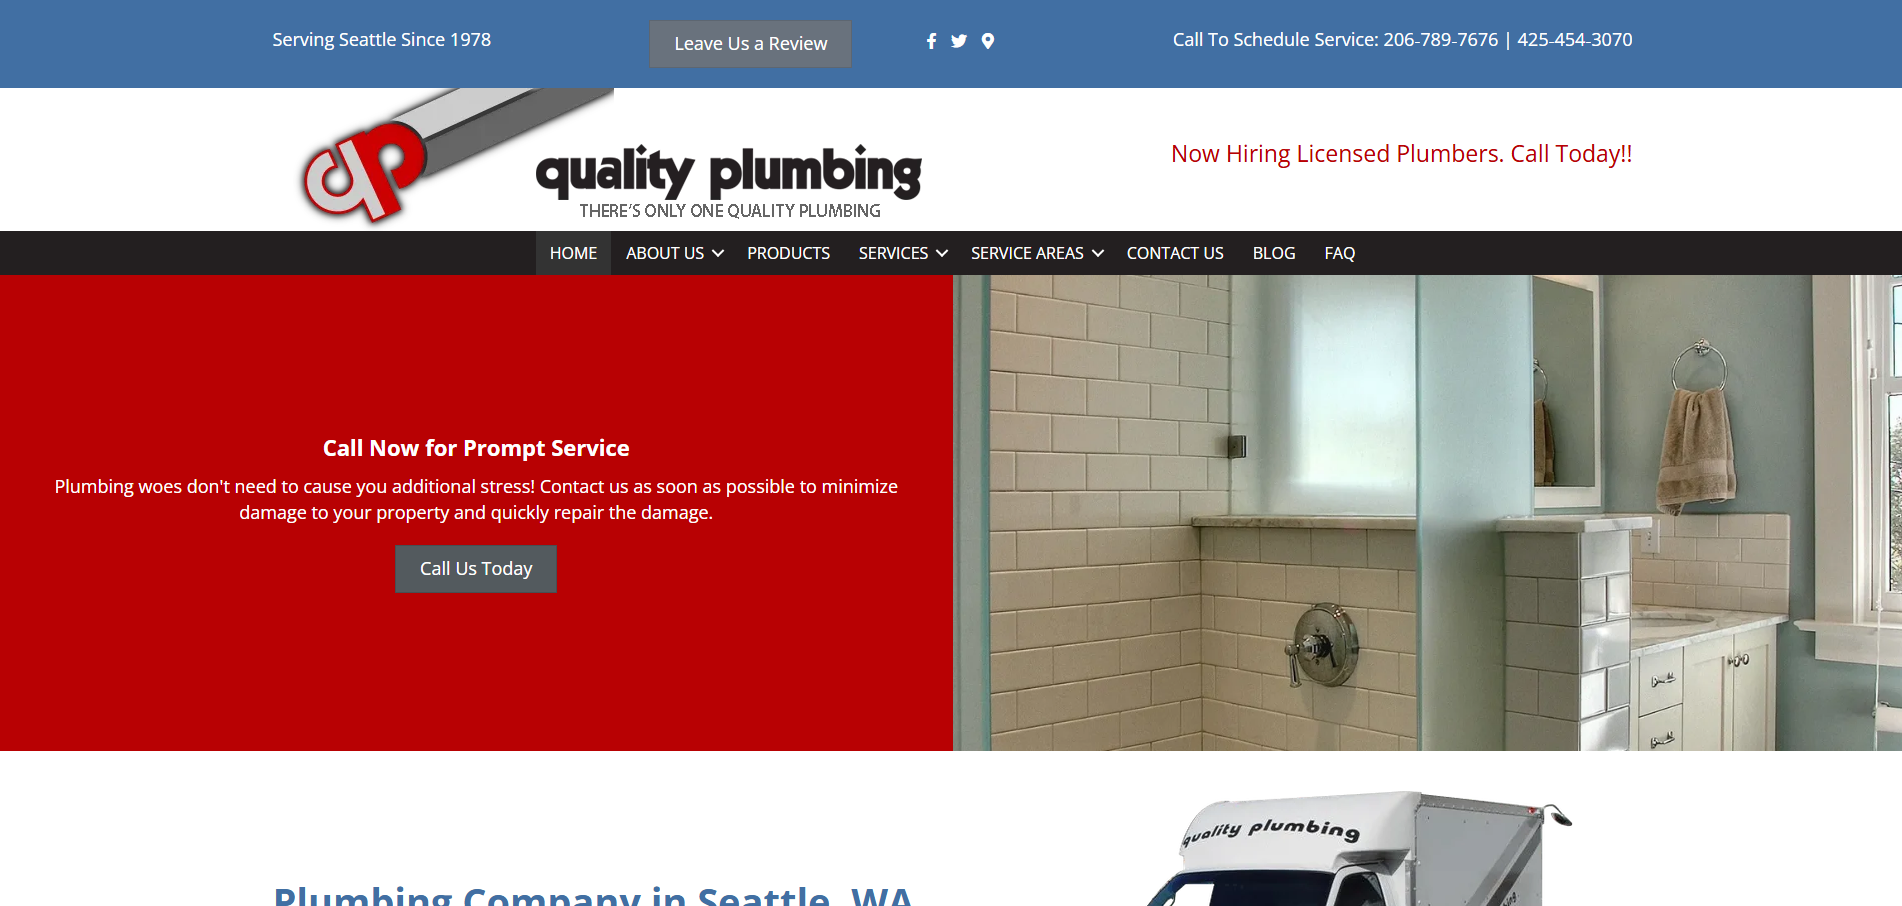 Serving Seattle Since 1978
Leave Us a Review
Call To Schedule Service: 206-789-7676 | 425-454-3070
qp
quality plumbing
THERE'S ONLY ONE QUALITY PLUMBING
Now Hiring Licensed Plumbers. Call Today!!
HOME ABOUT US PRODUCTS SERVICES SERVICE AREAS CONTACT US BLOG FAQ
Call Now for Prompt Service
Plumbing woes don't need to cause you additional stress! Contact us as soon as possible to minimize
damage to your property and quickly repair the damage.
Call Us Today
quality plumbing
Plumbing Company in Seattle, WA